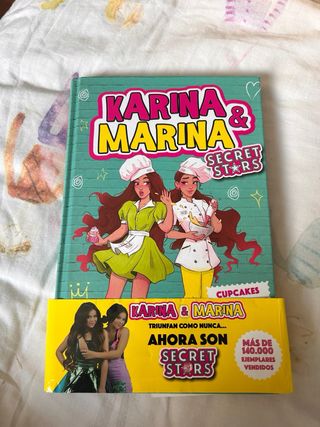 KARINA
& MARINA
SECRET
STARS
CUPCAKES
KARINA & MARINA
TRIUNFAN COMO NUNCA...
AHORA SON
SECRET
STARS
MÁS DE
140.000
EJEMPLARES
VENDIDOS